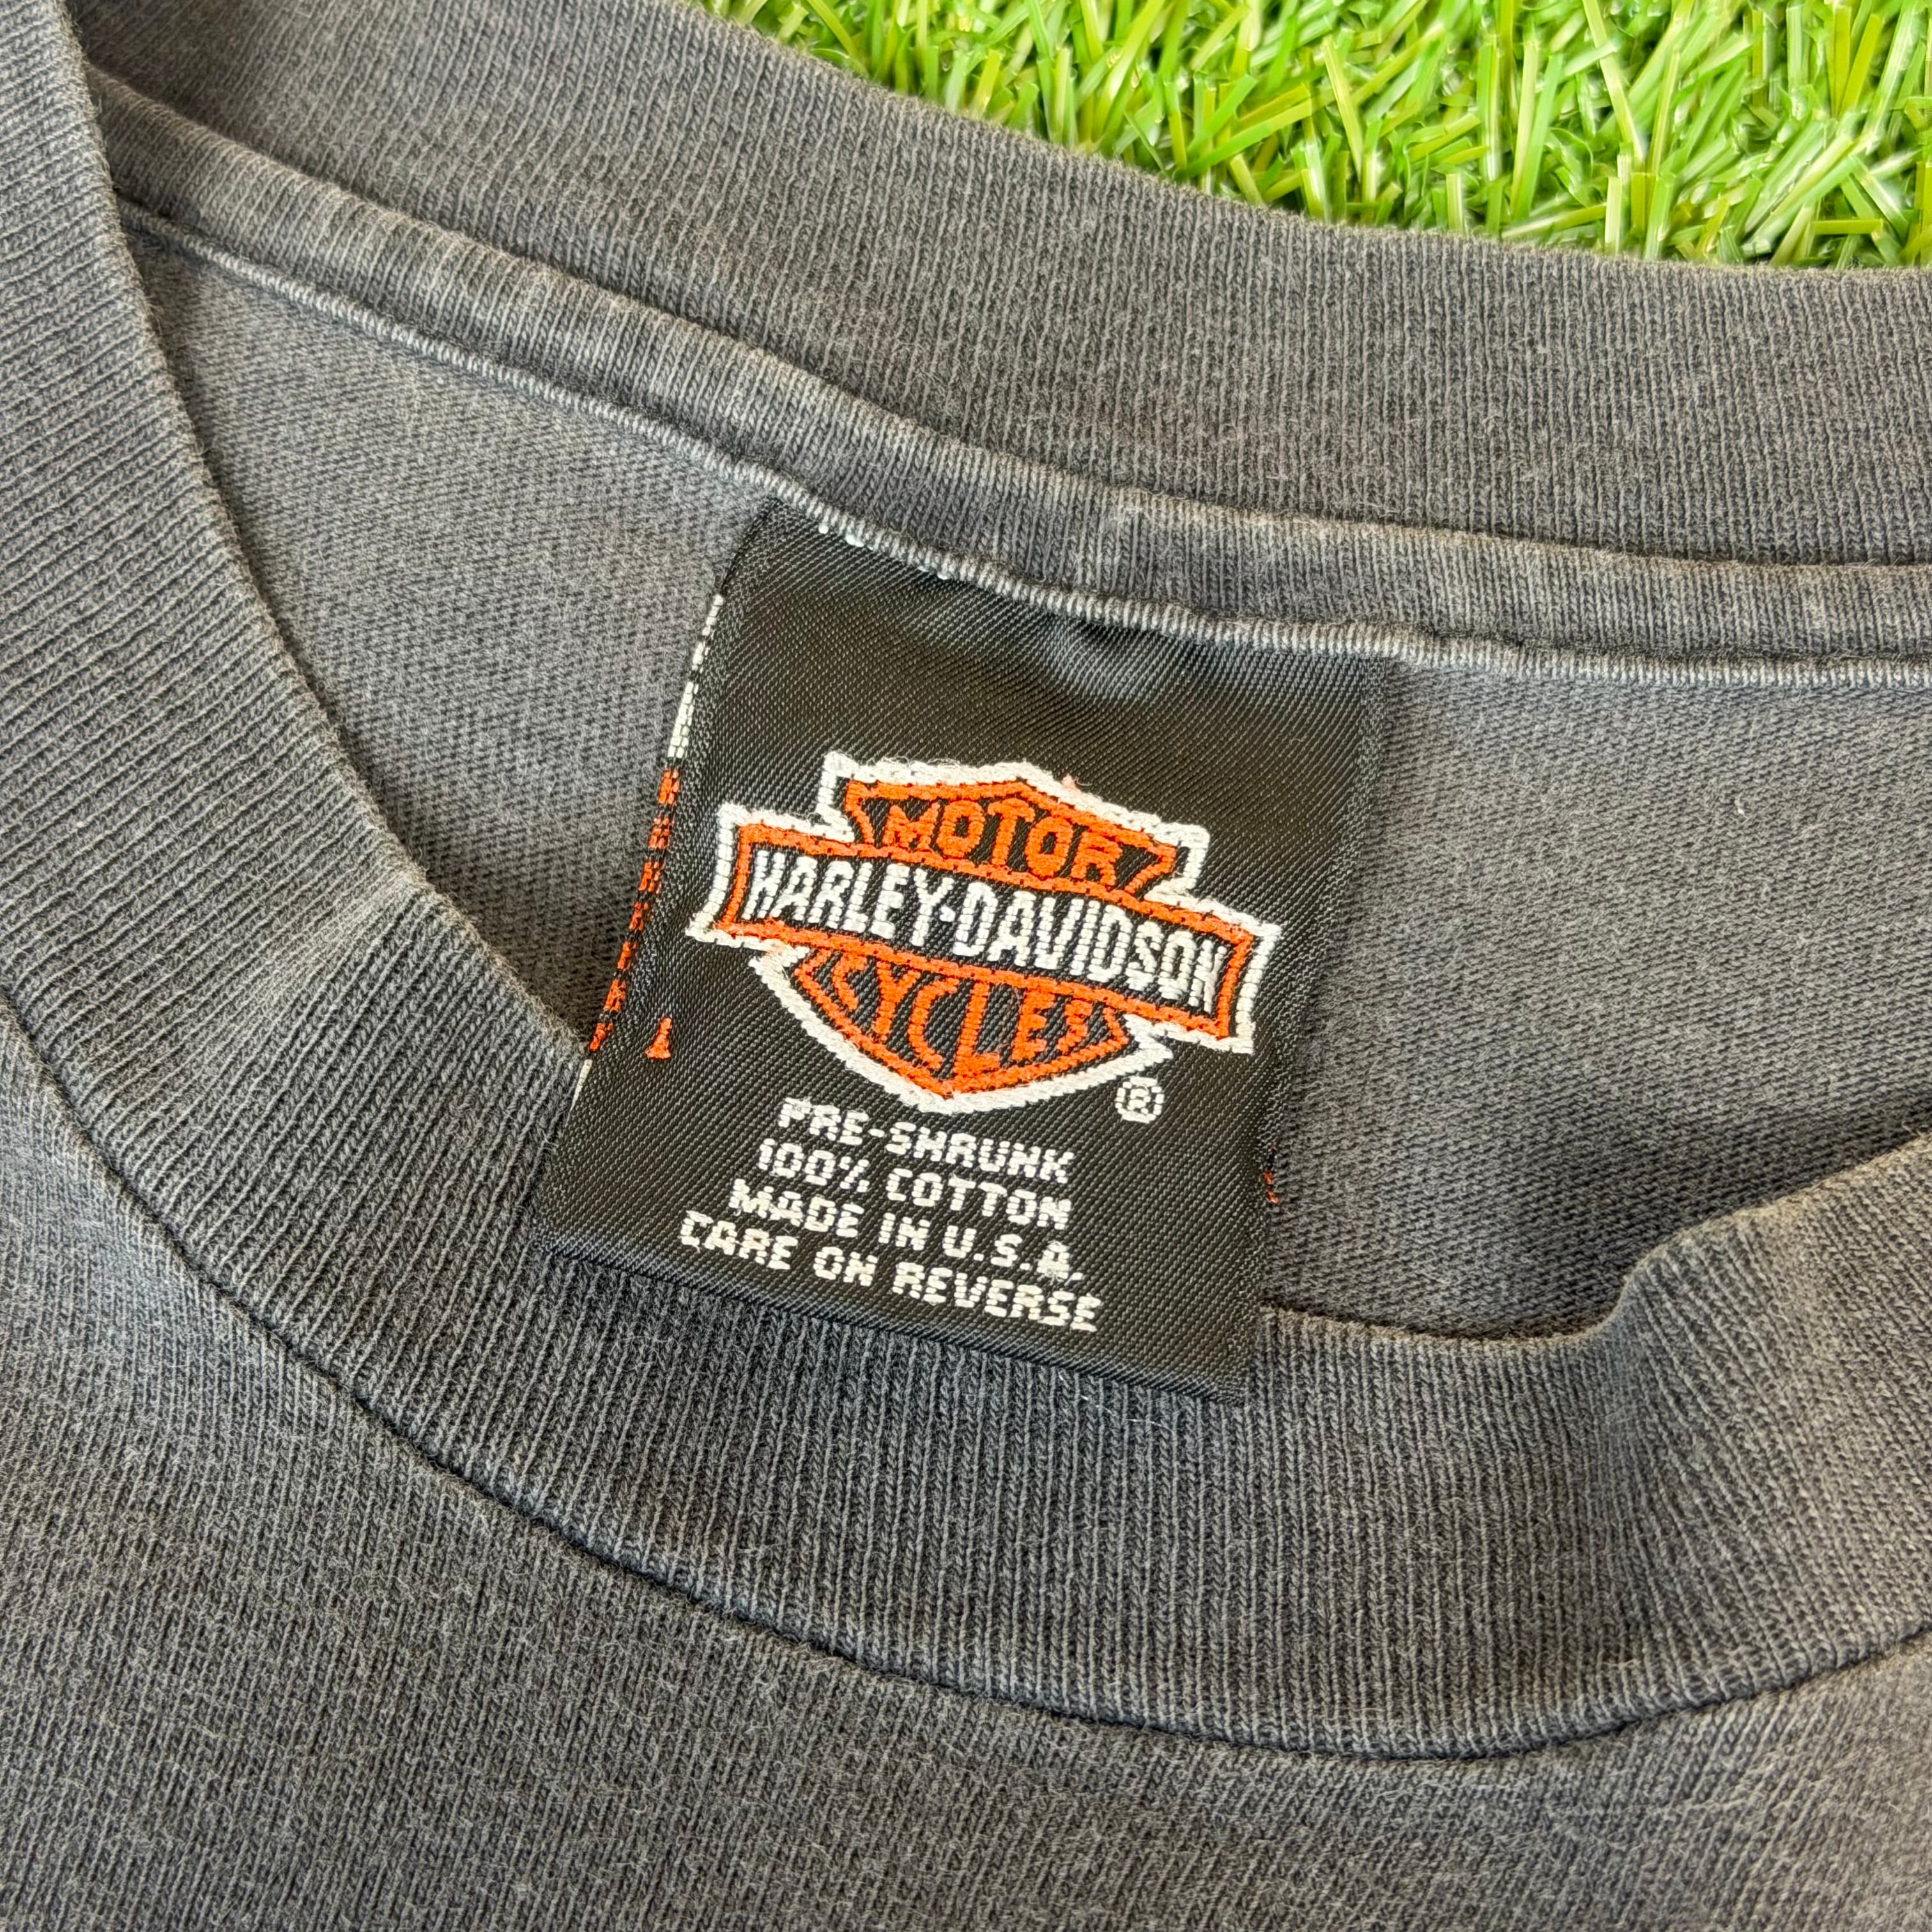 MOTOR
HARLEY-DAVIDSON
CYCLES
®
PRE-SHRUNK
100% COTTON
MADE IN U.S.A.
CARE ON REVERSE